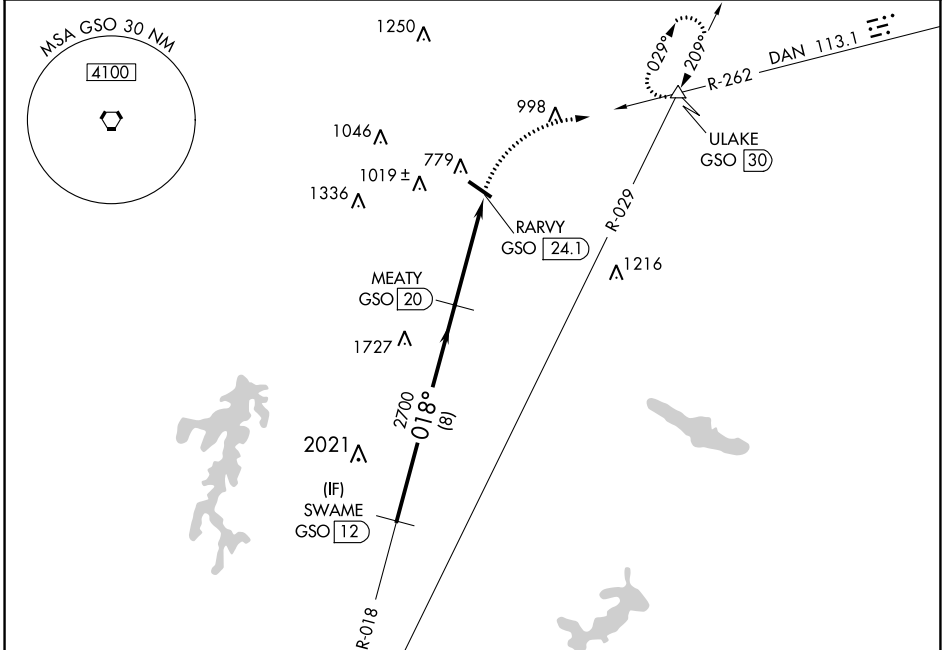 MSA GSO 30 NM
4100
1250
029°
209°
DAN 113.1
R-262
998
ULAKE
GSO 30
1046
779
1019 ±
1336
RARVY
GSO 24.1
R-029
1216
MEATY
GSO 20
1727
2700
018°
(8)
2021
(IF)
SWAME
GSO 12
R-018